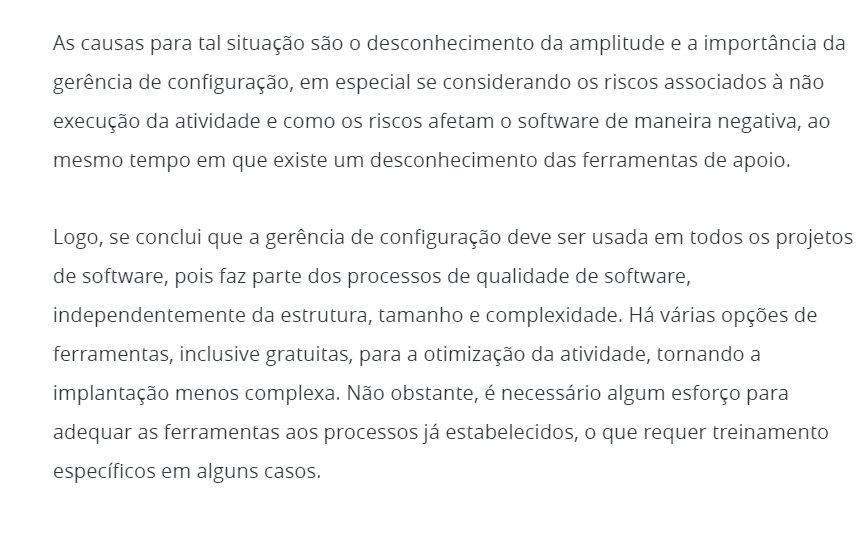 As causas para tal situação são o desconhecimento da amplitude e a importância da
gerência de configuração, em especial se considerando os riscos associados à não
execução da atividade e como os riscos afetam o software de maneira negativa, ao
mesmo tempo em que existe um desconhecimento das ferramentas de apoio.
Logo, se conclui que a gerência de configuração deve ser usada em todos os projetos
de software, pois faz parte dos processos de qualidade de software,
independentemente da estrutura, tamanho e complexidade. Há várias opções de
ferramentas, inclusive gratuitas, para a otimização da atividade, tornando a
implantação menos complexa. Não obstante, é necessário algum esforço para
adequar as ferramentas aos processos já estabelecidos, o que requer treinamento
específicos em alguns casos.